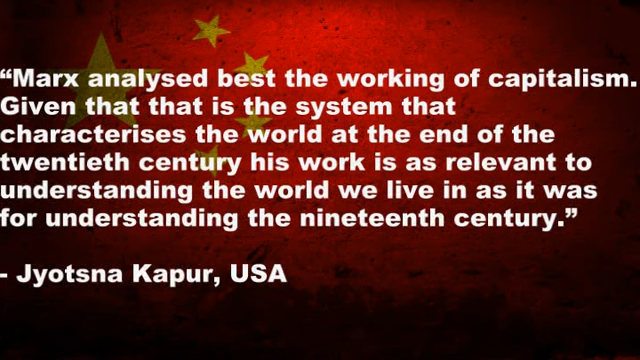 “Marx analysed best the working of capitalism.
Given that that is the system that
characterises the world at the end of the
twentieth century his work is as relevant to
understanding the world we live in as it was
for understanding the nineteenth century.”
- Jyotsna Kapur, USA